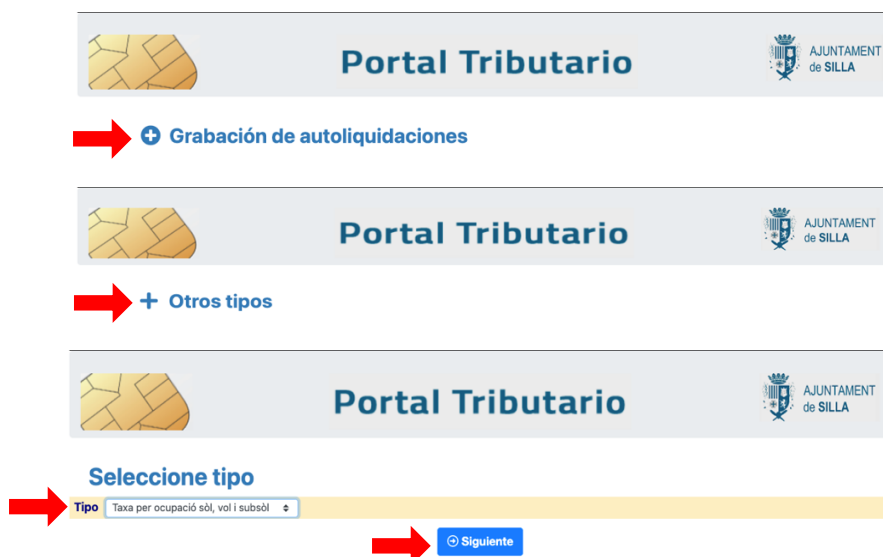 Portal Tributario
AJUNTAMENT
de SILLA
Grabación de autoliquidaciones
Portal Tributario
AJUNTAMENT
de SILLA
Otros tipos
Portal Tributario
AJUNTAMENT
de SILLA
Seleccione tipo
Tipo Taxa per ocupació sòl, vol i subsòl
Siguiente